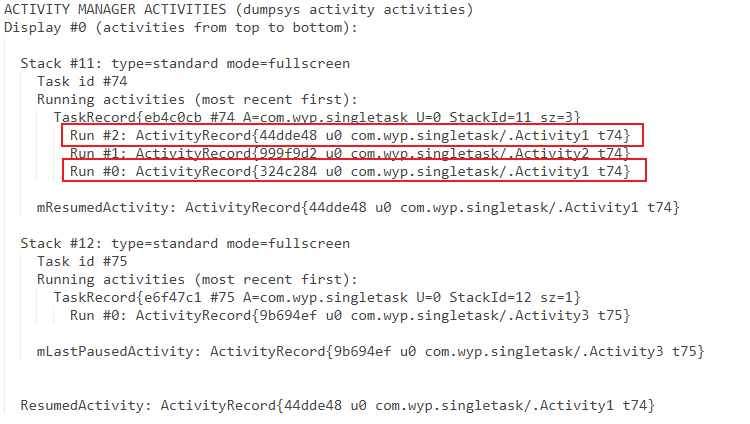 ACTIVITY MANAGER ACTIVITIES (dumpsys activity activities)
Display #0 (activities from top to bottom):
Stack #11: type=standard mode=fullscreen
Task id #74
Running activities (most recent first):
TaskRecord{eb4c0cb #74 A=com.wyp.singletask U=0 StackId=11 sz=3}
Run #2: ActivityRecord{44dde48 u0 com.wyp.singletask/.Activity1 t74}
Run #1: ActivityRecord{999f9d2 u0 com.wyp.singletask/.Activity2 t74}
Run #0: ActivityRecord{324c284 u0 com.wyp.singletask/.Activity1 t74}
mResumedActivity: ActivityRecord{44dde48 u0 com.wyp.singletask/.Activity1 t74}
Stack #12: type=standard mode=fullscreen
Task id #75
Running activities (most recent first):
TaskRecord{e6f47c1 #75 A=com.wyp.singletask U=0 StackId=12 sz=1}
Run #0: ActivityRecord{9b694ef u0 com.wyp.singletask/.Activity3 t75}
mLastPausedActivity: ActivityRecord{9b694ef u0 com.wyp.singletask/.Activity3 t75}
ResumedActivity: ActivityRecord{44dde48 u0 com.wyp.singletask/.Activity1 t74}